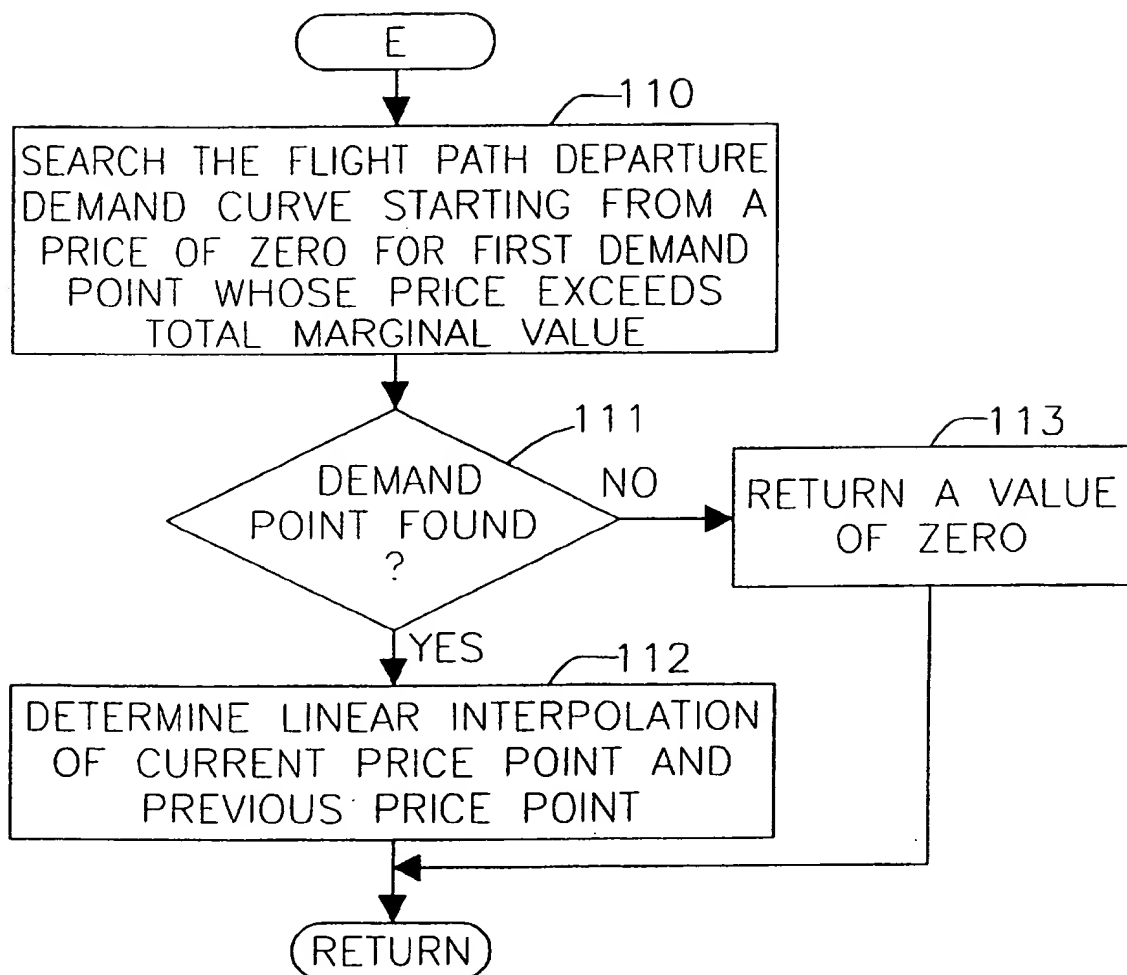 E
110
SEARCH THE FLIGHT PATH DEPARTURE
DEMAND CURVE STARTING FROM A
PRICE OF ZERO FOR FIRST DEMAND
POINT WHOSE PRICE EXCEEDS
TOTAL MARGINAL VALUE
111
DEMAND
POINT FOUND
?
NO
113
RETURN A VALUE
OF ZERO
YES
112
DETERMINE LINEAR INTERPOLATION
OF CURRENT PRICE POINT AND
PREVIOUS PRICE POINT
RETURN